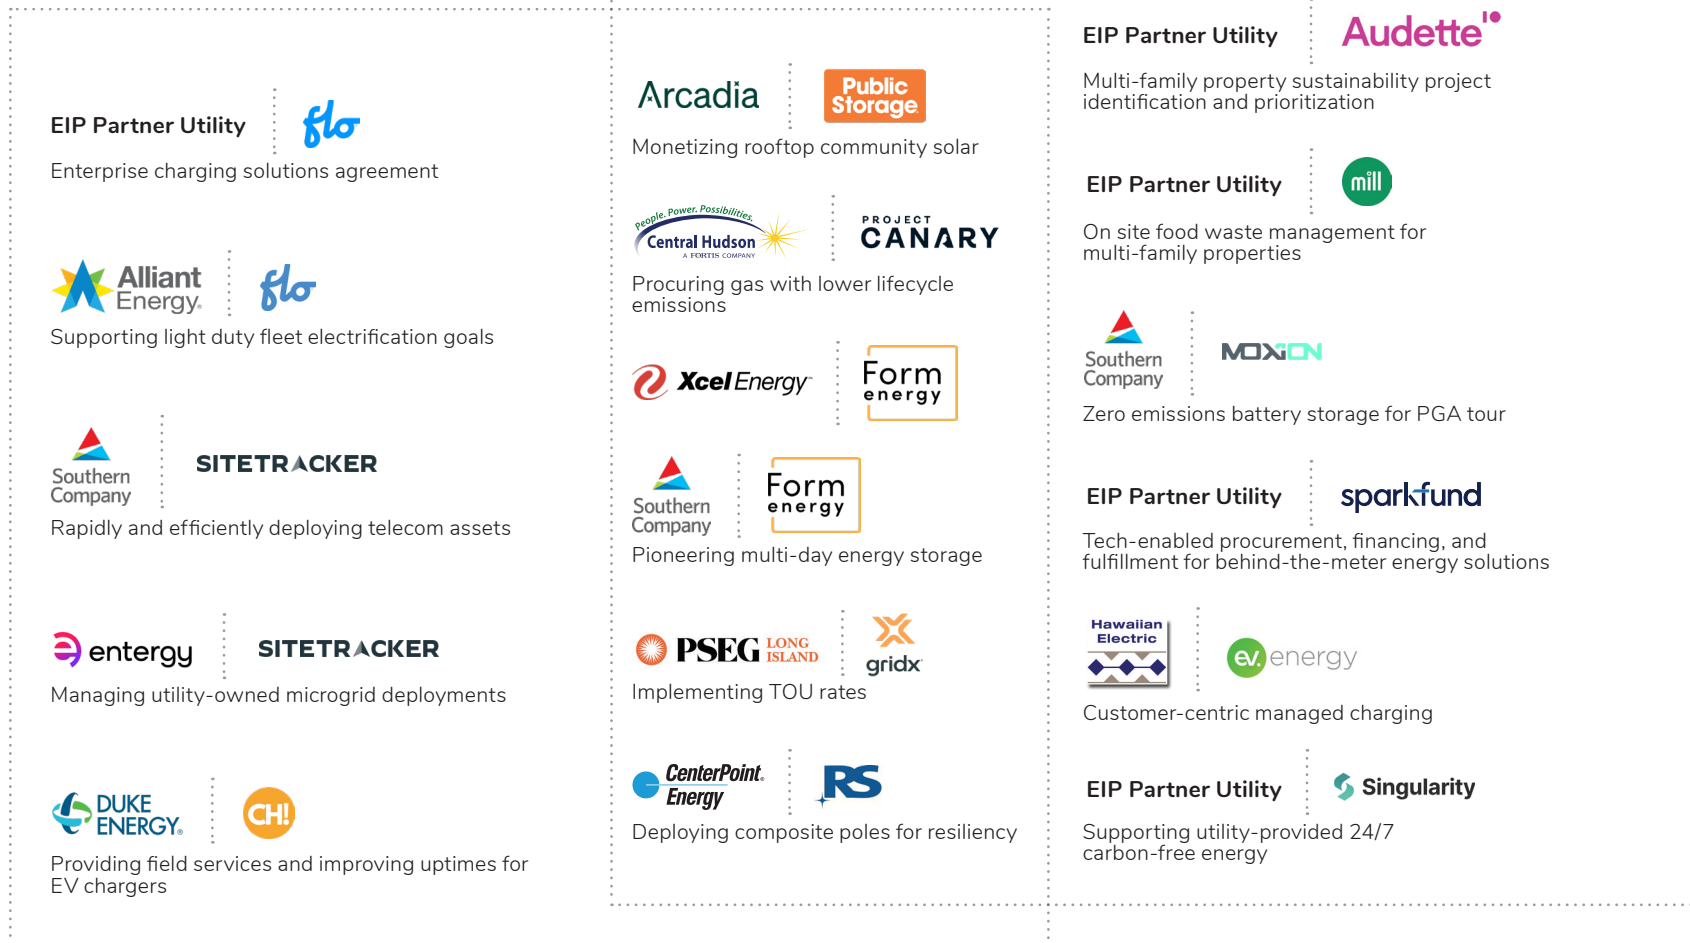 EIP Partner Utility
flo
Enterprise charging solutions agreement
Alliant
Energy®
flo
Supporting light duty fleet electrification goals
Southern
Company
SITETRACKER
Rapidly and efficiently deploying telecom assets
entergy
SITETRACKER
Managing utility-owned microgrid deployments
DUKE
ENERGY®
CH!
Providing field services and improving uptimes for
EV chargers
Arcadia
Public
Storage
Monetizing rooftop community solar
People. Power. Possibilities.
Central Hudson
A FORTIS COMPANY
PROJECT
CANARY
Procuring gas with lower lifecycle
emissions
Xcel Energy™
Form
energy
Southern
Company
Form
energy
Pioneering multi-day energy storage
PSEG LONG
ISLAND
gridx
Implementing TOU rates
CenterPoint®
Energy
RS
Deploying composite poles for resiliency
EIP Partner Utility
Audette
Multi-family property sustainability project
identification and prioritization
EIP Partner Utility
mill
On site food waste management for
multi-family properties
Southern
Company
MOXION
Zero emissions battery storage for PGA tour
EIP Partner Utility
sparkfund
Tech-enabled procurement, financing, and
fulfillment for behind-the-meter energy solutions
Hawaiian
Electric
ev.energy
Customer-centric managed charging
EIP Partner Utility
Singularity
Supporting utility-provided 24/7
carbon-free energy